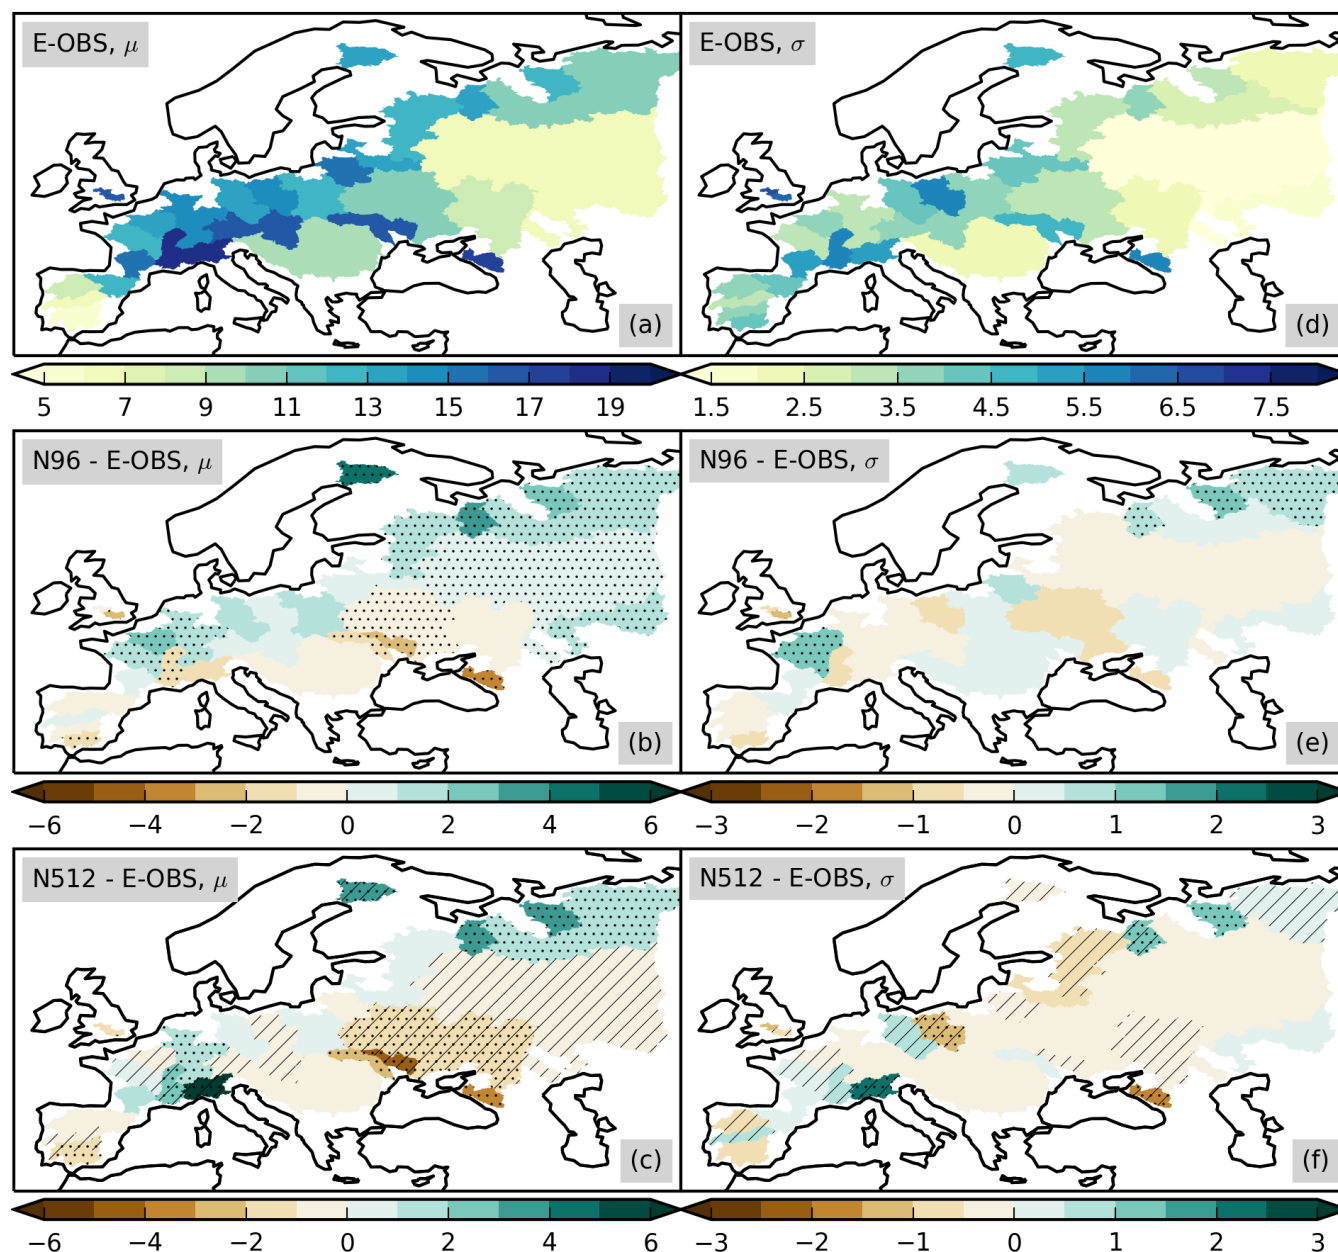 E-OBS, μ
E-OBS, σ
(a)
(d)
5 7 9 11 13 15 17 19
1.5 2.5 3.5 4.5 5.5 6.5 7.5
N96 - E-OBS, μ
N96 - E-OBS, σ
(b)
(e)
−6 −4 −2 0 2 4 6
−3 −2 −1 0 1 2 3
N512 - E-OBS, μ
N512 - E-OBS, σ
(c)
(f)
−6 −4 −2 0 2 4 6
−3 −2 −1 0 1 2 3